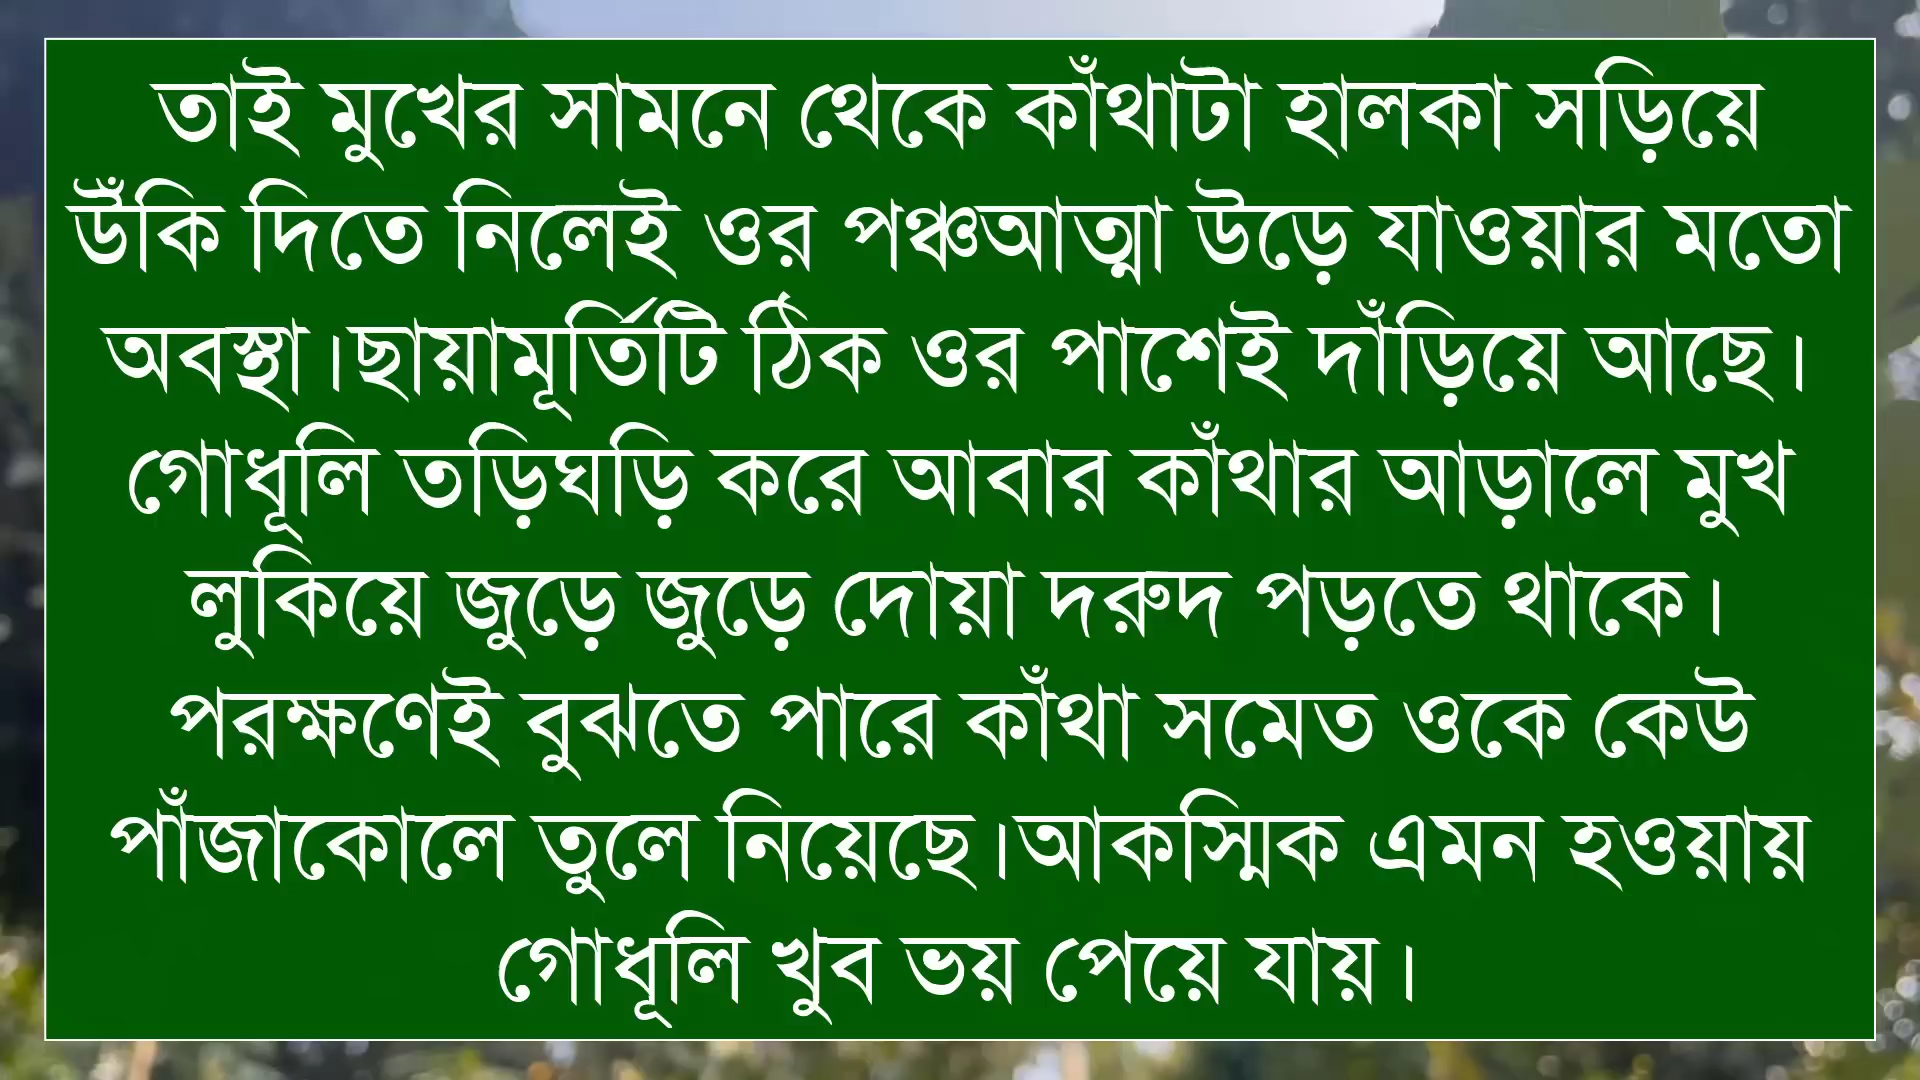 তাই মুখের সামনে থেকে কাঁথাটা হালকা সড়িয়ে
উঁকি দিতে নিলেই ওর পঞ্চআত্মা উড়ে যাওয়ার মতো
অবস্থা।ছায়ামূর্তিটি ঠিক ওর পাশেই দাঁড়িয়ে আছে।
গোধূলি তড়িঘড়ি করে আবার কাঁথার আড়ালে মুখ
লুকিয়ে জুড়ে জুড়ে দোয়া দরুদ পড়তে থাকে।
পরক্ষণেই বুঝতে পারে কাঁথা সমেত ওকে কেউ
পাঁজাকোলে তুলে নিয়েছে।আকস্মিক এমন হওয়ায়
গোধূলি খুব ভয় পেয়ে যায়।